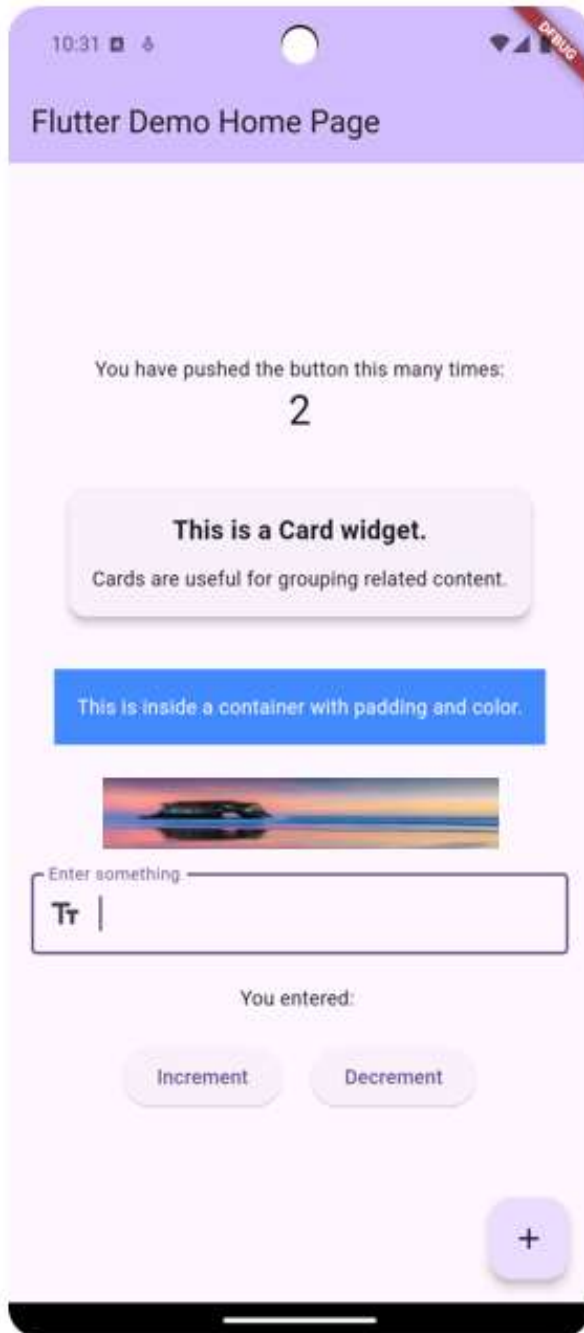 10:31
DEBUG
Flutter Demo Home Page
You have pushed the button this many times:
2
This is a Card widget.
Cards are useful for grouping related content.
This is inside a container with padding and color.
Enter something
Tт
You entered:
Increment
Decrement
+